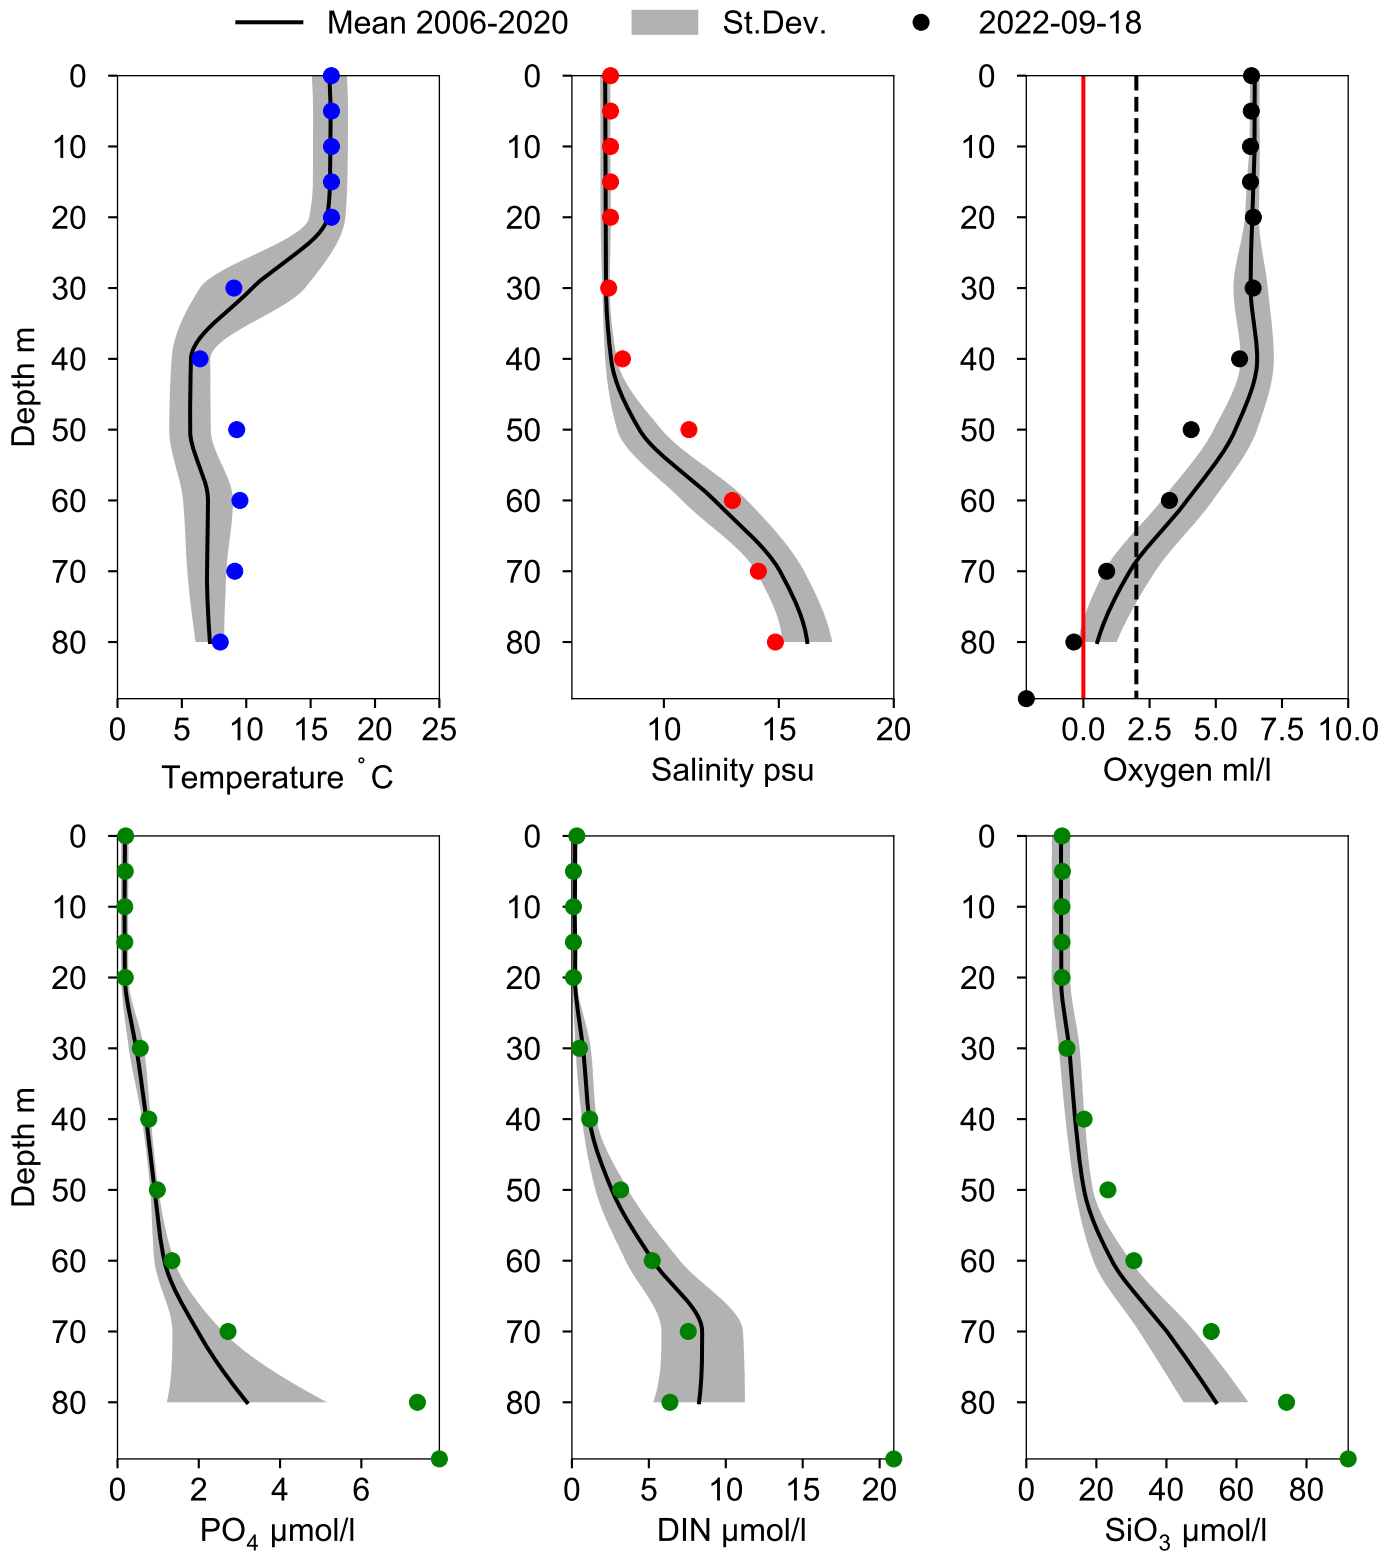 Mean 2006-2020 St.Dev. 2022-09-18
0 0 0
10 10 10
20 20 20
30 30 30
40 40 40
50 50 50
60 60 60
70 70 70
80 80 80
Depth m
0 5 10 15 20 25
10 15 20
0.0 2.5 5.0 7.5 10.0
Temperature °C
Salinity psu
Oxygen ml/l
0 0 0
10 10 10
20 20 20
30 30 30
40 40 40
50 50 50
60 60 60
70 70 70
80 80 80
Depth m
0 2 4 6
0 5 10 15 20
0 20 40 60 80
PO₄ µmol/l
DIN µmol/l
SiO₃ µmol/l